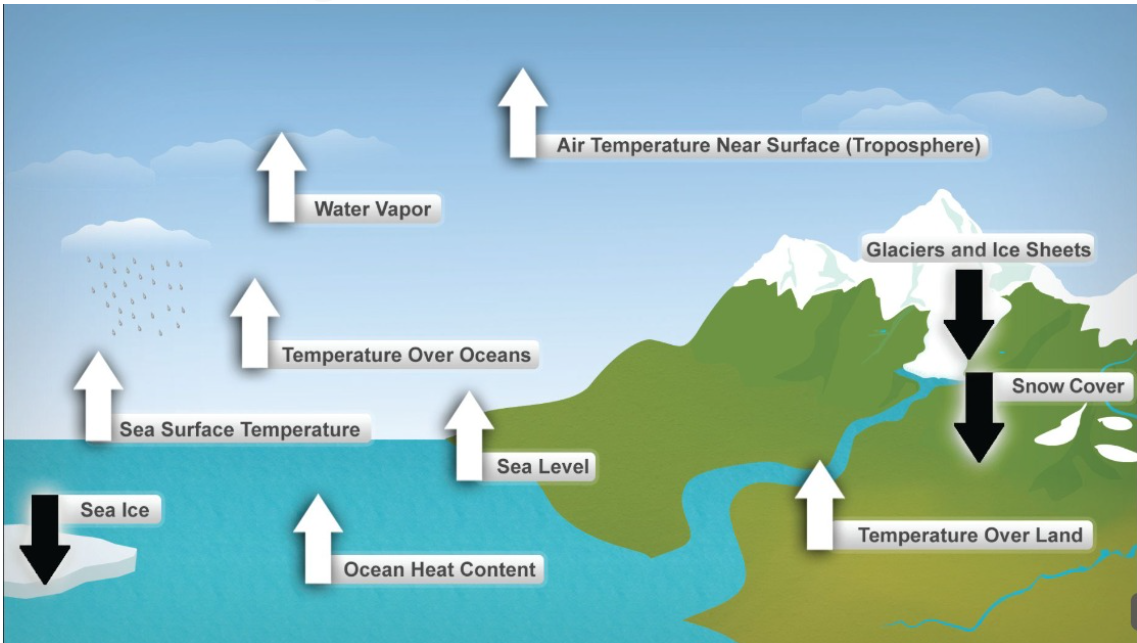 Air Temperature Near Surface (Troposphere)
Water Vapor
Glaciers and Ice Sheets
Temperature Over Oceans
Snow Cover
Sea Surface Temperature
Sea Level
Sea Ice
Temperature Over Land
Ocean Heat Content